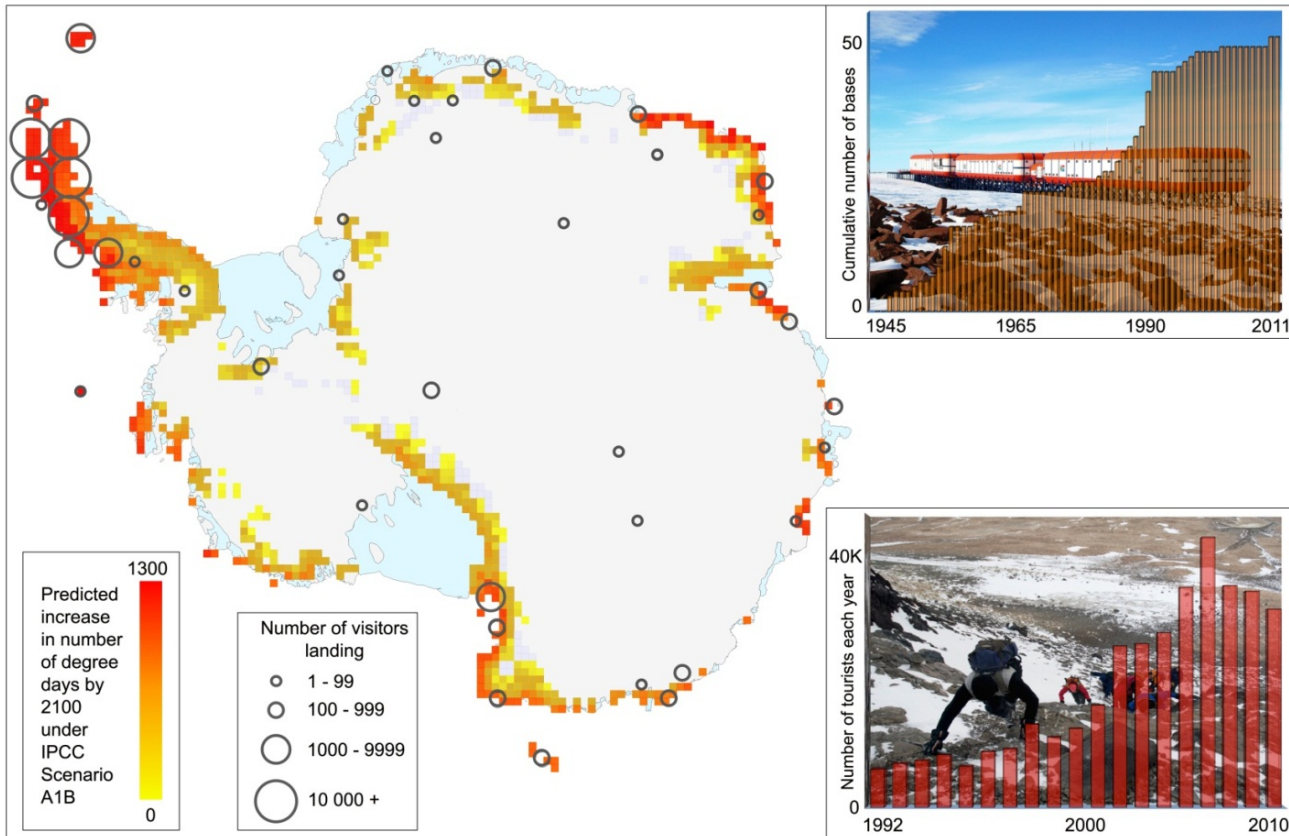 1300
Predicted
increase
in number
of degree
days by
2100
under
IPCC
Scenario
A1B
0
Number of visitors
landing
1 - 99
100 - 999
1000 - 9999
10 000 +
Cumulative number of bases
50
0
1945 1965 1990 2011
Number of tourists each year
40K
0
1992 2000 2010